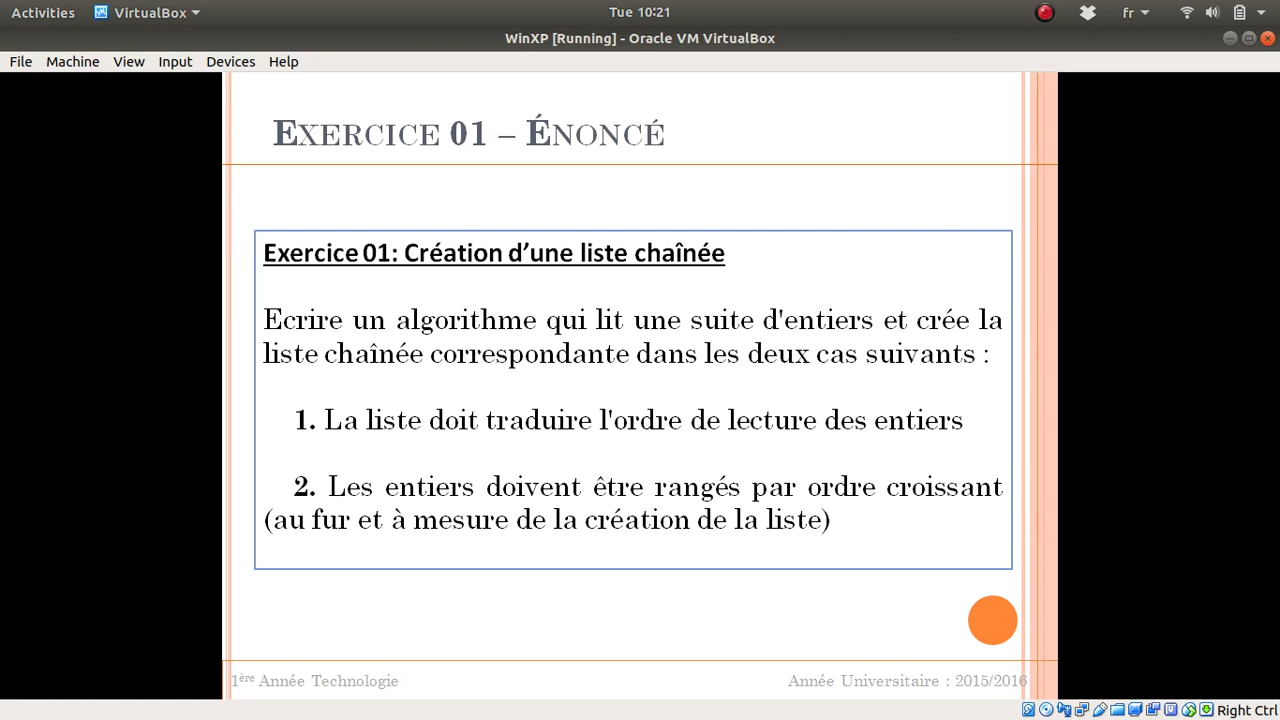 Activities VirtualBox Tue 10:21 fr
WinXP [Running] - Oracle VM VirtualBox
File Machine View Input Devices Help
EXERCICE 01 – ÉNONCÉ
Exercice 01: Création d’une liste chaînée
Ecrire un algorithme qui lit une suite d'entiers et crée la
liste chaînée correspondante dans les deux cas suivants :
1. La liste doit traduire l'ordre de lecture des entiers
2. Les entiers doivent être rangés par ordre croissant
(au fur et à mesure de la création de la liste)
1ère Année Technologie Année Universitaire : 2015/2016
Right Ctrl